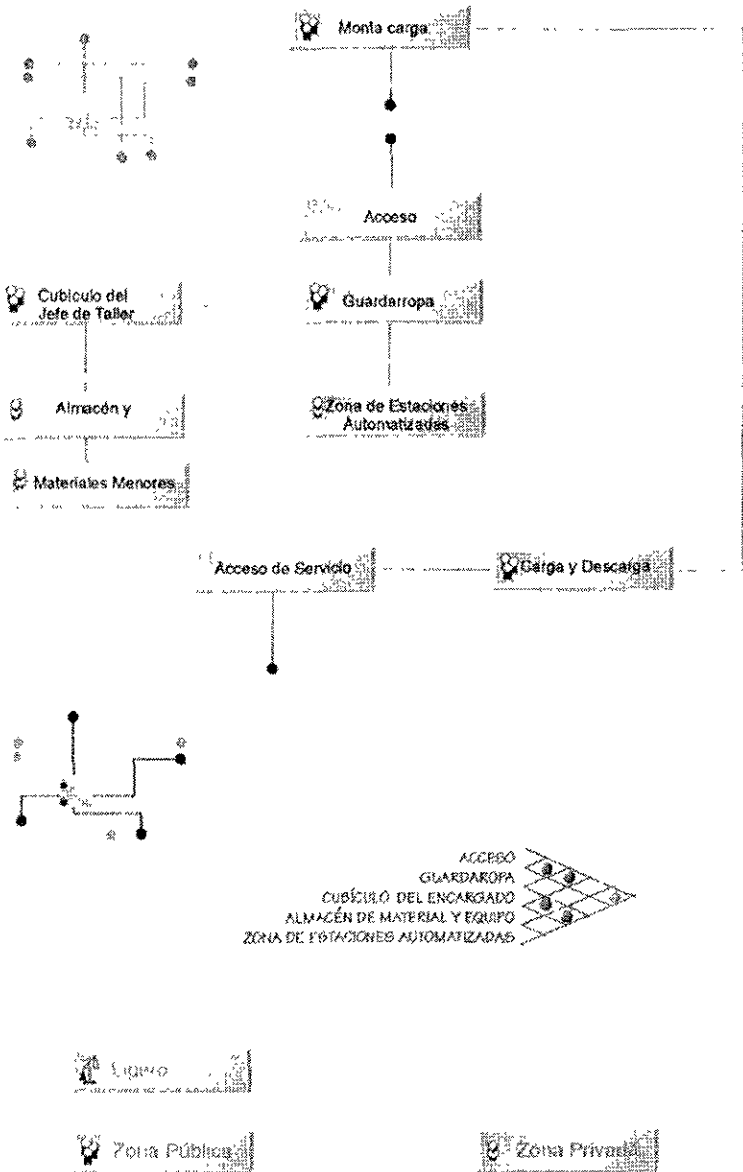 Monta carga
Acceso
Cubículo del
Jefe de Taller
Guardarropa
Almacén y
Zona de Estaciones
Automatizadas
Materiales Menores
Acceso de Servicio
Carga y Descarga
ACCESO
GUARDAROPA
CUBÍCULO DEL ENCARGADO
ALMACÉN DE MATERIAL Y EQUIPO
ZONA DE ESTACIONES AUTOMATIZADAS
Ligero
Zona Pública
Zona Privada